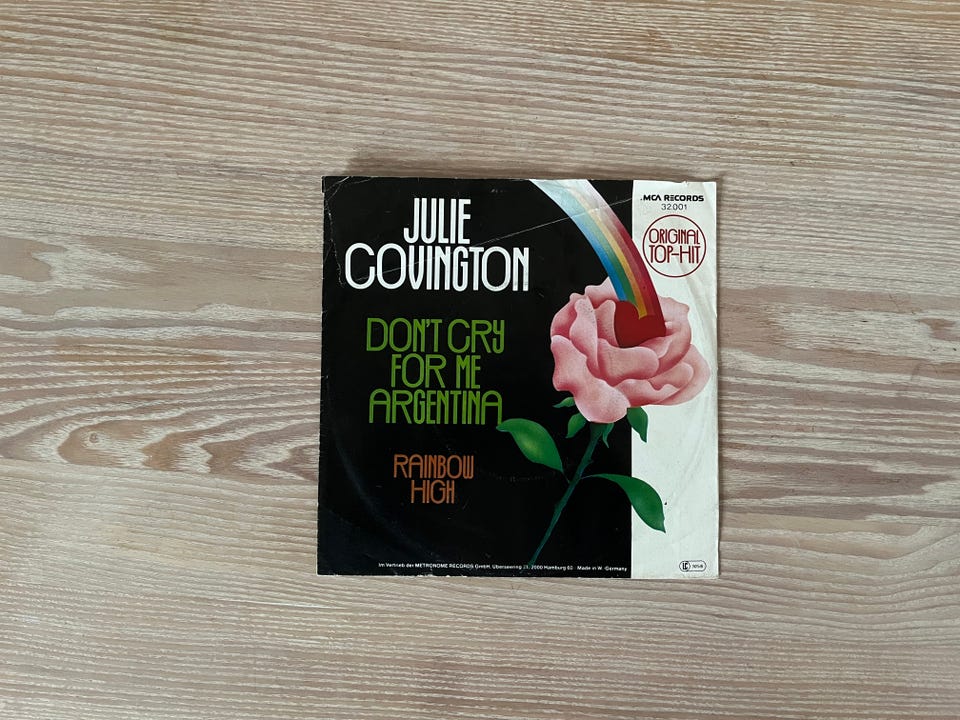 JULIE
COVINGTON
DON'T CRY
FOR ME
ARGENTINA
RAINBOW
HIGH
MCA RECORDS
32.001
ORIGINAL
TOP-HIT
Im Vertrieb der METRONOME RECORDS GmbH, Überseering 21, 2000 Hamburg 60 Made in W. Germany
LC